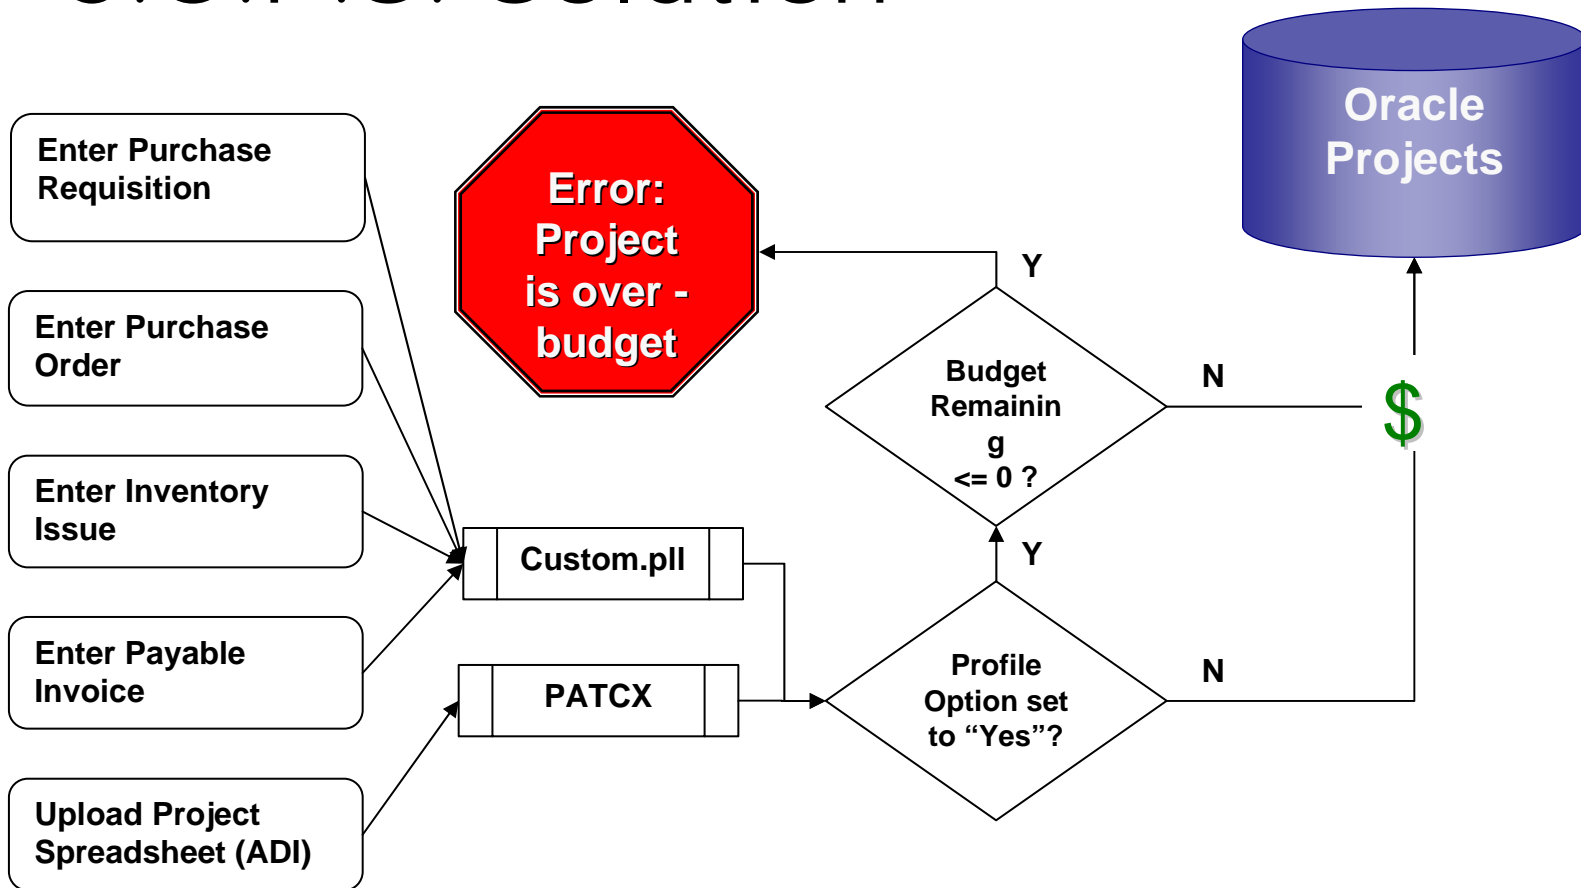 Solution
Oracle
Projects
Enter Purchase
Requisition
Error:
Project
is over -
budget
Y
Enter Purchase
Order
Budget
Remainin
g
<= 0 ?
N
$
Enter Inventory
Issue
Custom.pll
Y
Enter Payable
Invoice
PATCX
Profile
Option set
to “Yes”?
N
Upload Project
Spreadsheet (ADI)